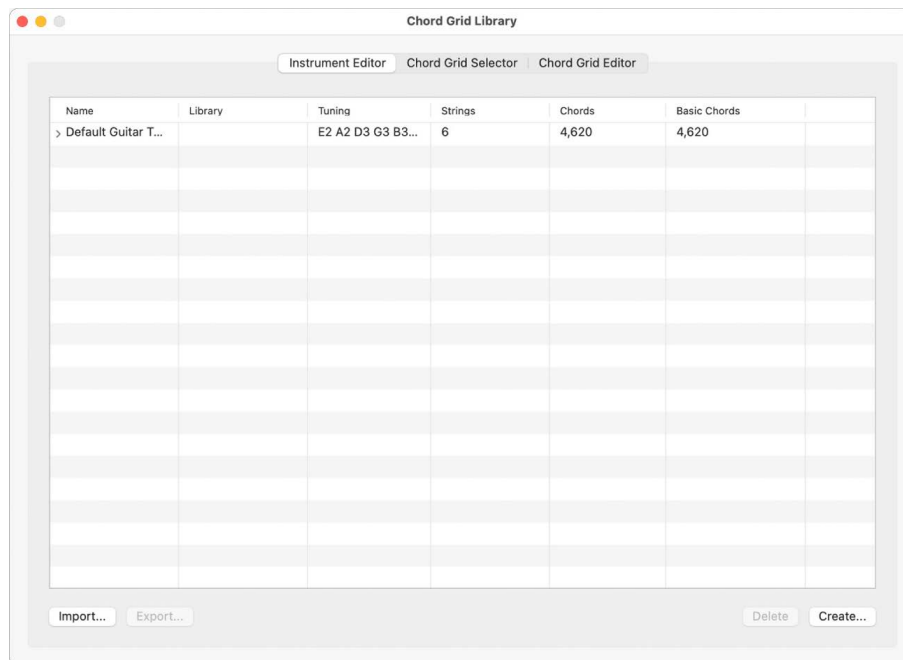 Chord Grid Library
Instrument Editor Chord Grid Selector Chord Grid Editor
Name Library Tuning Strings Chords Basic Chords
Default Guitar T... E2 A2 D3 G3 B3... 6 4,620 4,620
Import... Export... Delete Create...